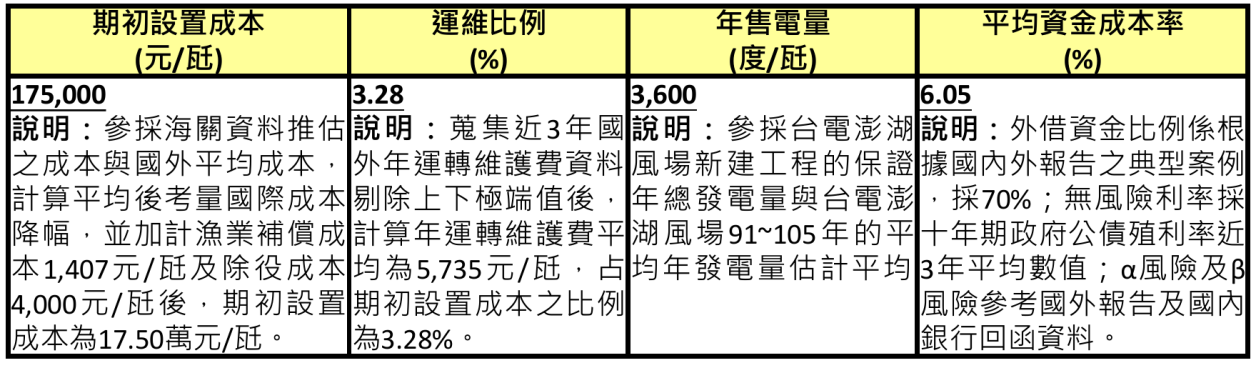 期初設置成本
(元/瓩)
運維比例
(%)
年售電量
(度/瓩)
平均資金成本率
(%)
175,000
說明：參採海關資料推估
之成本與國外平均成本，
計算平均後考量國際成本
降幅，並加計漁業補償成
本1,407元/瓩及除役成本
4,000元/瓩後，期初設置
成本為17.50萬元/瓩。
3.28
說明：蒐集近3年國
外年運轉維護費資料
剔除上下極端值後，
計算年運轉維護費平
均為5,735元/瓩，占
期初設置成本之比例
為3.28%。
3,600
說明：參採台電澎湖
風場新建工程的保證
年總發電量與台電澎
湖風場91~105年的平
均年發電量估計平均
6.05
說明：外借資金比例係根
據國內外報告之典型案例
，採70%；無風險利率採
十年期政府公債殖利率近
3年平均數值；α風險及β
風險參考國外報告及國內
銀行回函資料。